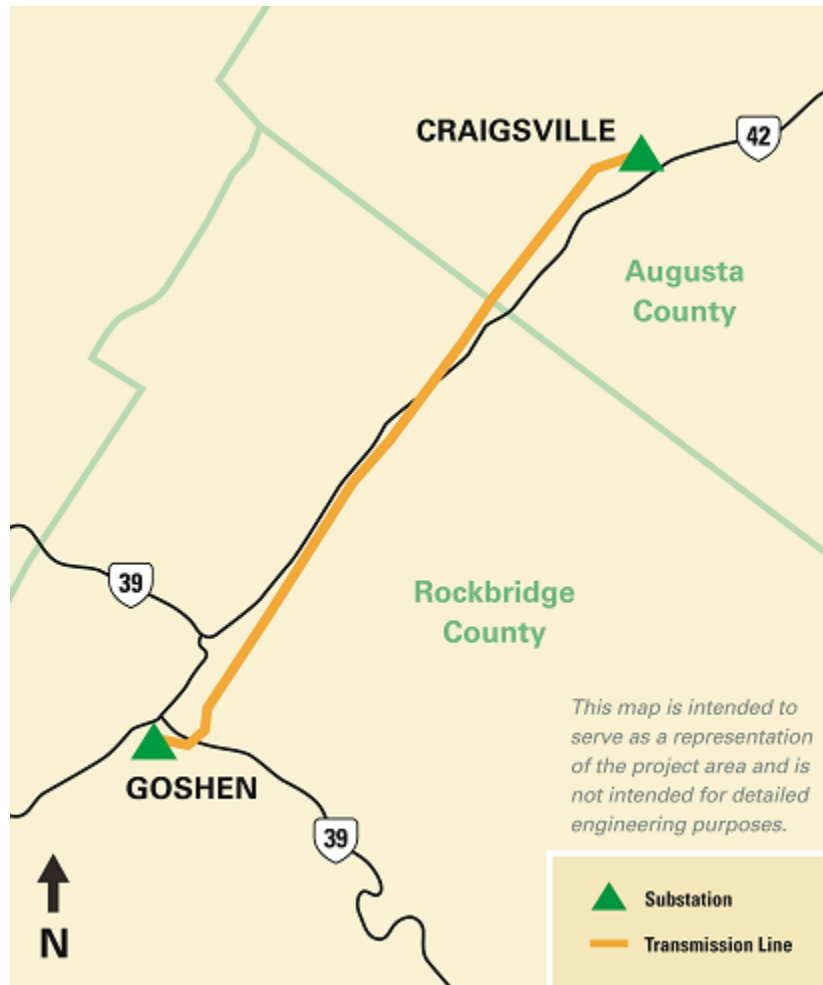 CRAIGSVILLE
42
Augusta
County
39
Rockbridge
County
This map is intended to
serve as a representation
of the project area and is
not intended for detailed
engineering purposes.
GOSHEN
39
N
Substation
Transmission Line